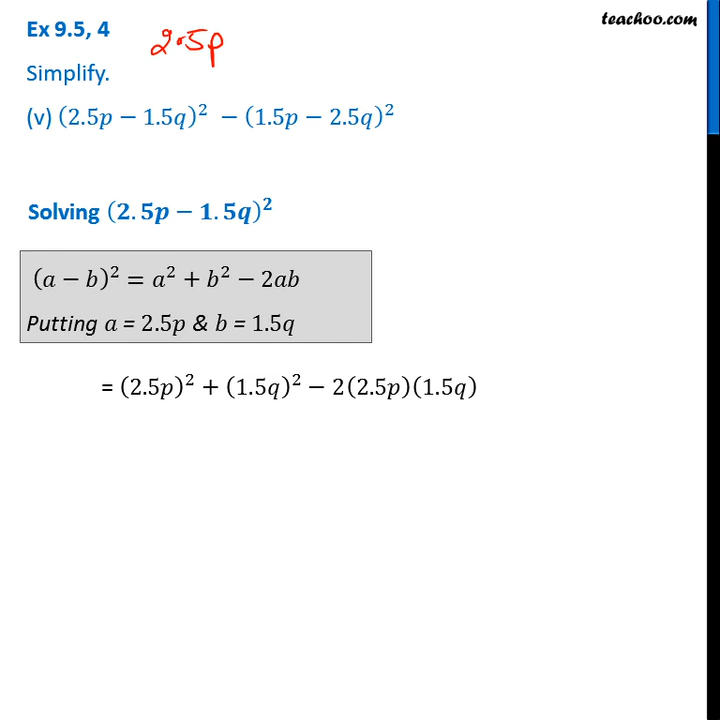 teachoo.com
Ex 9.5, 4
2.5p
Simplify.
(v) (2.5𝑝 − 1.5𝑞)² − (1.5𝑝 − 2.5𝑞)²
Solving (𝟐.𝟓𝒑 − 𝟏.𝟓𝒒)²
(𝑎 − 𝑏)² = 𝑎² + 𝑏² − 2𝑎𝑏
Putting 𝑎 = 2.5𝑝 & 𝑏 = 1.5𝑞
= (2.5𝑝)² + (1.5𝑞)² − 2(2.5𝑝)(1.5𝑞)